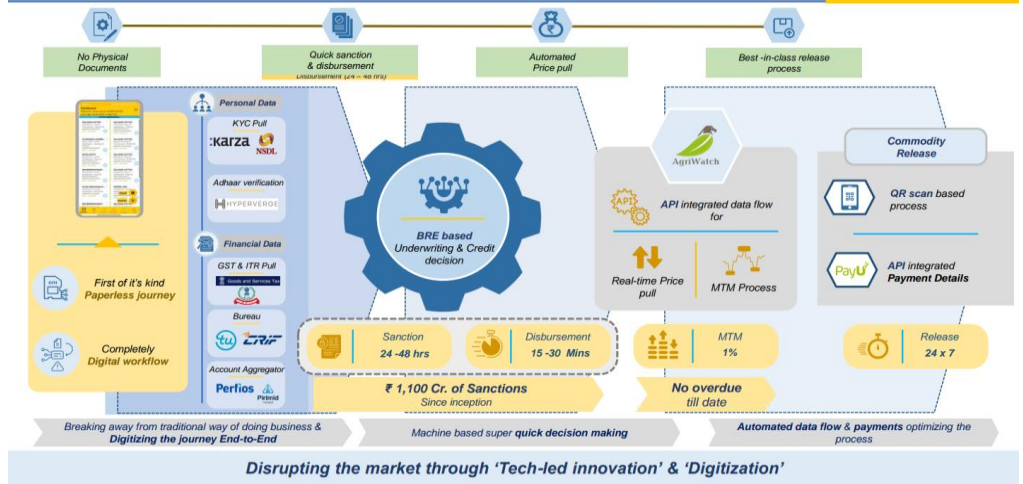 No Physical
Documents
Quick sanction
& disbursement
Disbursement (24 – 48 hrs)
Automated
Price pull
Best -in-class release
process
First of it's kind
Paperless journey
Completely
Digital workflow
Personal Data
KYC Pull
:karza
NSDL
Adhaar verification
HYPERVERGE
Financial Data
GST & ITR Pull
Goods and Services Tax
Bureau
tu
CRIF
Account Aggregator
Perfios
Pirimid
BRE based
Underwriting & Credit
decision
Sanction
24 -48 hrs
Disbursement
15 -30 Mins
₹ 1,100 Cr. of Sanctions
Since inception
AgriWatch
API
API integrated data flow
for
Real-time Price
pull
MTM Process
MTM
1%
No overdue
till date
Commodity
Release
QR scan based
process
PayU
API integrated
Payment Details
Release
24 x 7
Breaking away from traditional way of doing business &
Digitizing the journey End-to-End
Machine based super quick decision making
Automated data flow & payments optimizing the
process
Disrupting the market through 'Tech-led innovation' & 'Digitization'